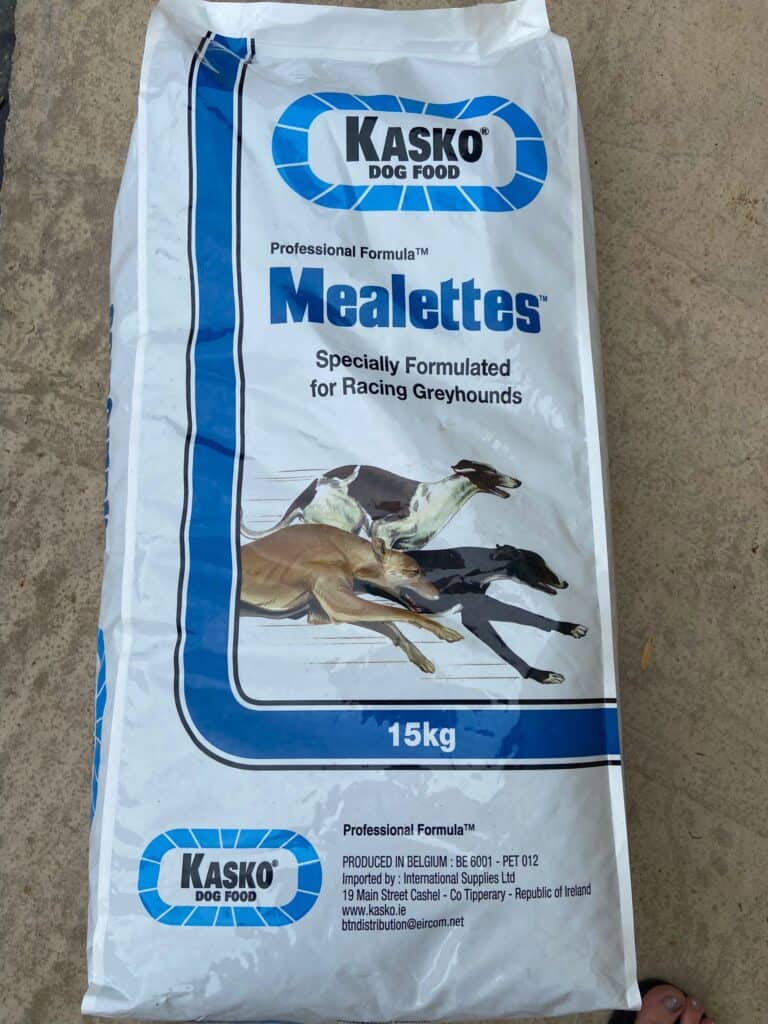 KASKO®
DOG FOOD
Professional Formula™
Mealettes™
Specially Formulated
for Racing Greyhounds
15kg
KASKO®
DOG FOOD
Professional Formula™
PRODUCED IN BELGIUM : BE 6001 - PET 012
Imported by : International Supplies Ltd
19 Main Street Cashel - Co Tipperary - Republic of Ireland
www.kasko.ie
btndistribution@eircom.net